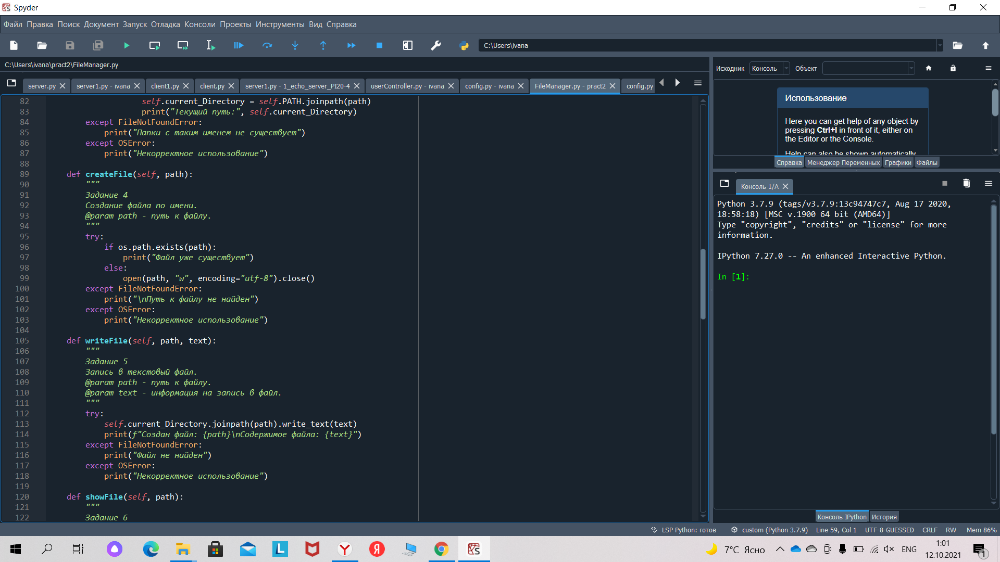 Spyder
Файл Правка Поиск Документ Запуск Отладка Консоли Проекты Инструменты Вид Справка
C:\Users\ivana
C:\Users\ivana\pract2\FileManager.py
server.py server1.py - ivana client1.py client.py server1.py - 1_echo_server_PI20-4 userController.py - ivana config.py - ivana FileManager.py - pract2 config.py
82 self.current_Directory = self.PATH.joinpath(path)
83 print("Текущий путь:", self.current_Directory)
84 except FileNotFoundError:
85 print("Папки с таким именем не существует")
86 except OSError:
87 print("Некорректное использование")
88
89 def createFile(self, path):
90 """
91 Задание 4
92 Создание файла по имени.
93 @param path - путь к файлу.
94 """
95 try:
96 if os.path.exists(path):
97 print("Файл уже существует")
98 else:
99 open(path, "w", encoding="utf-8").close()
100 except FileNotFoundError:
101 print("\nПуть к файлу не найден")
102 except OSError:
103 print("Некорректное использование")
104
105 def writeFile(self, path, text):
106 """
107 Задание 5
108 Запись в текстовый файл.
109 @param path - путь к файлу.
110 @param text - информация на запись в файл.
111 """
112 try:
113 self.current_Directory.joinpath(path).write_text(text)
114 print(f"Создан файл: {path}\nСодержимое файла: {text}")
115 except FileNotFoundError:
116 print("Файл не найден")
117 except OSError:
118 print("Некорректное использование")
119
120 def showFile(self, path):
121 """
122 Задание 6
Исходник Консоль Объект
Использование
Here you can get help of any object by
pressing Ctrl+I in front of it, either on
the Editor or the Console.
Help can also be shown automatically
Справка Менеджер Переменных Графики Файлы
Консоль 1/A
Python 3.7.9 (tags/v3.7.9:13c94747c7, Aug 17 2020,
18:58:18) [MSC v.1900 64 bit (AMD64)]
Type "copyright", "credits" or "license" for more
information.
IPython 7.27.0 -- An enhanced Interactive Python.
In [1]:
Консоль IPython История
LSP Python: готов custom (Python 3.7.9) Line 59, Col 1 UTF-8-GUESSED CRLF RW Mem 86%
7°C Ясно ENG 1:01
12.10.2021
1